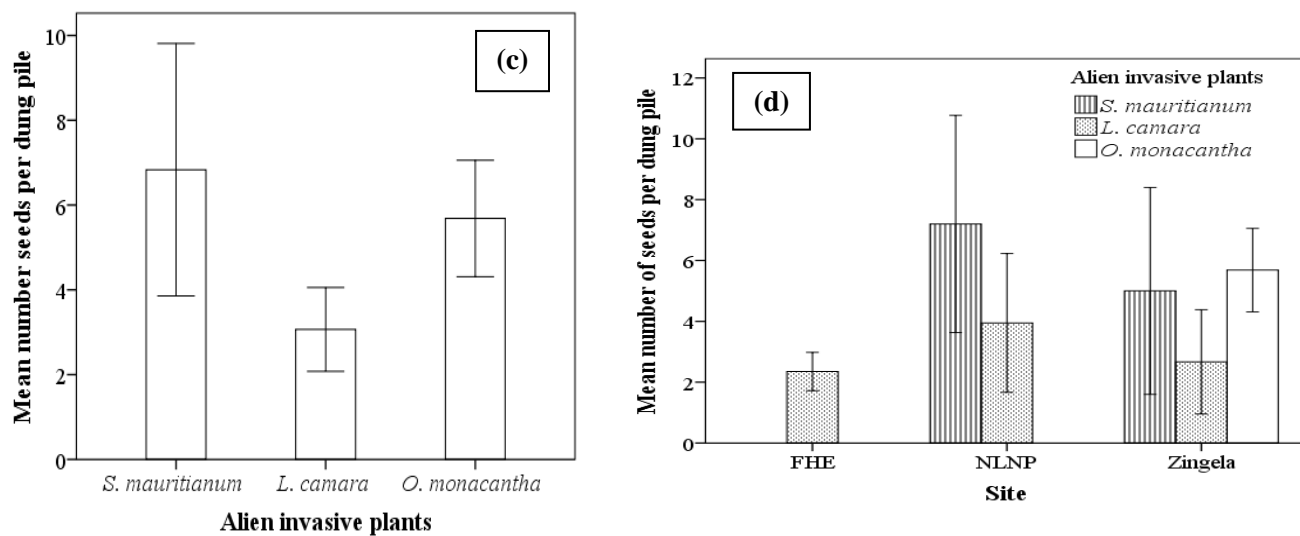 (c)
Mean number seeds per dung pile
10
8
6
4
2
0
S. mauritianum L. camara O. monacantha
Alien invasive plants
(d)
Alien invasive plants
S. mauritianum
L. camara
O. monacantha
Mean number of seeds per dung pile
12
10
8
6
4
2
0
FHE NLNP Zingela
Site